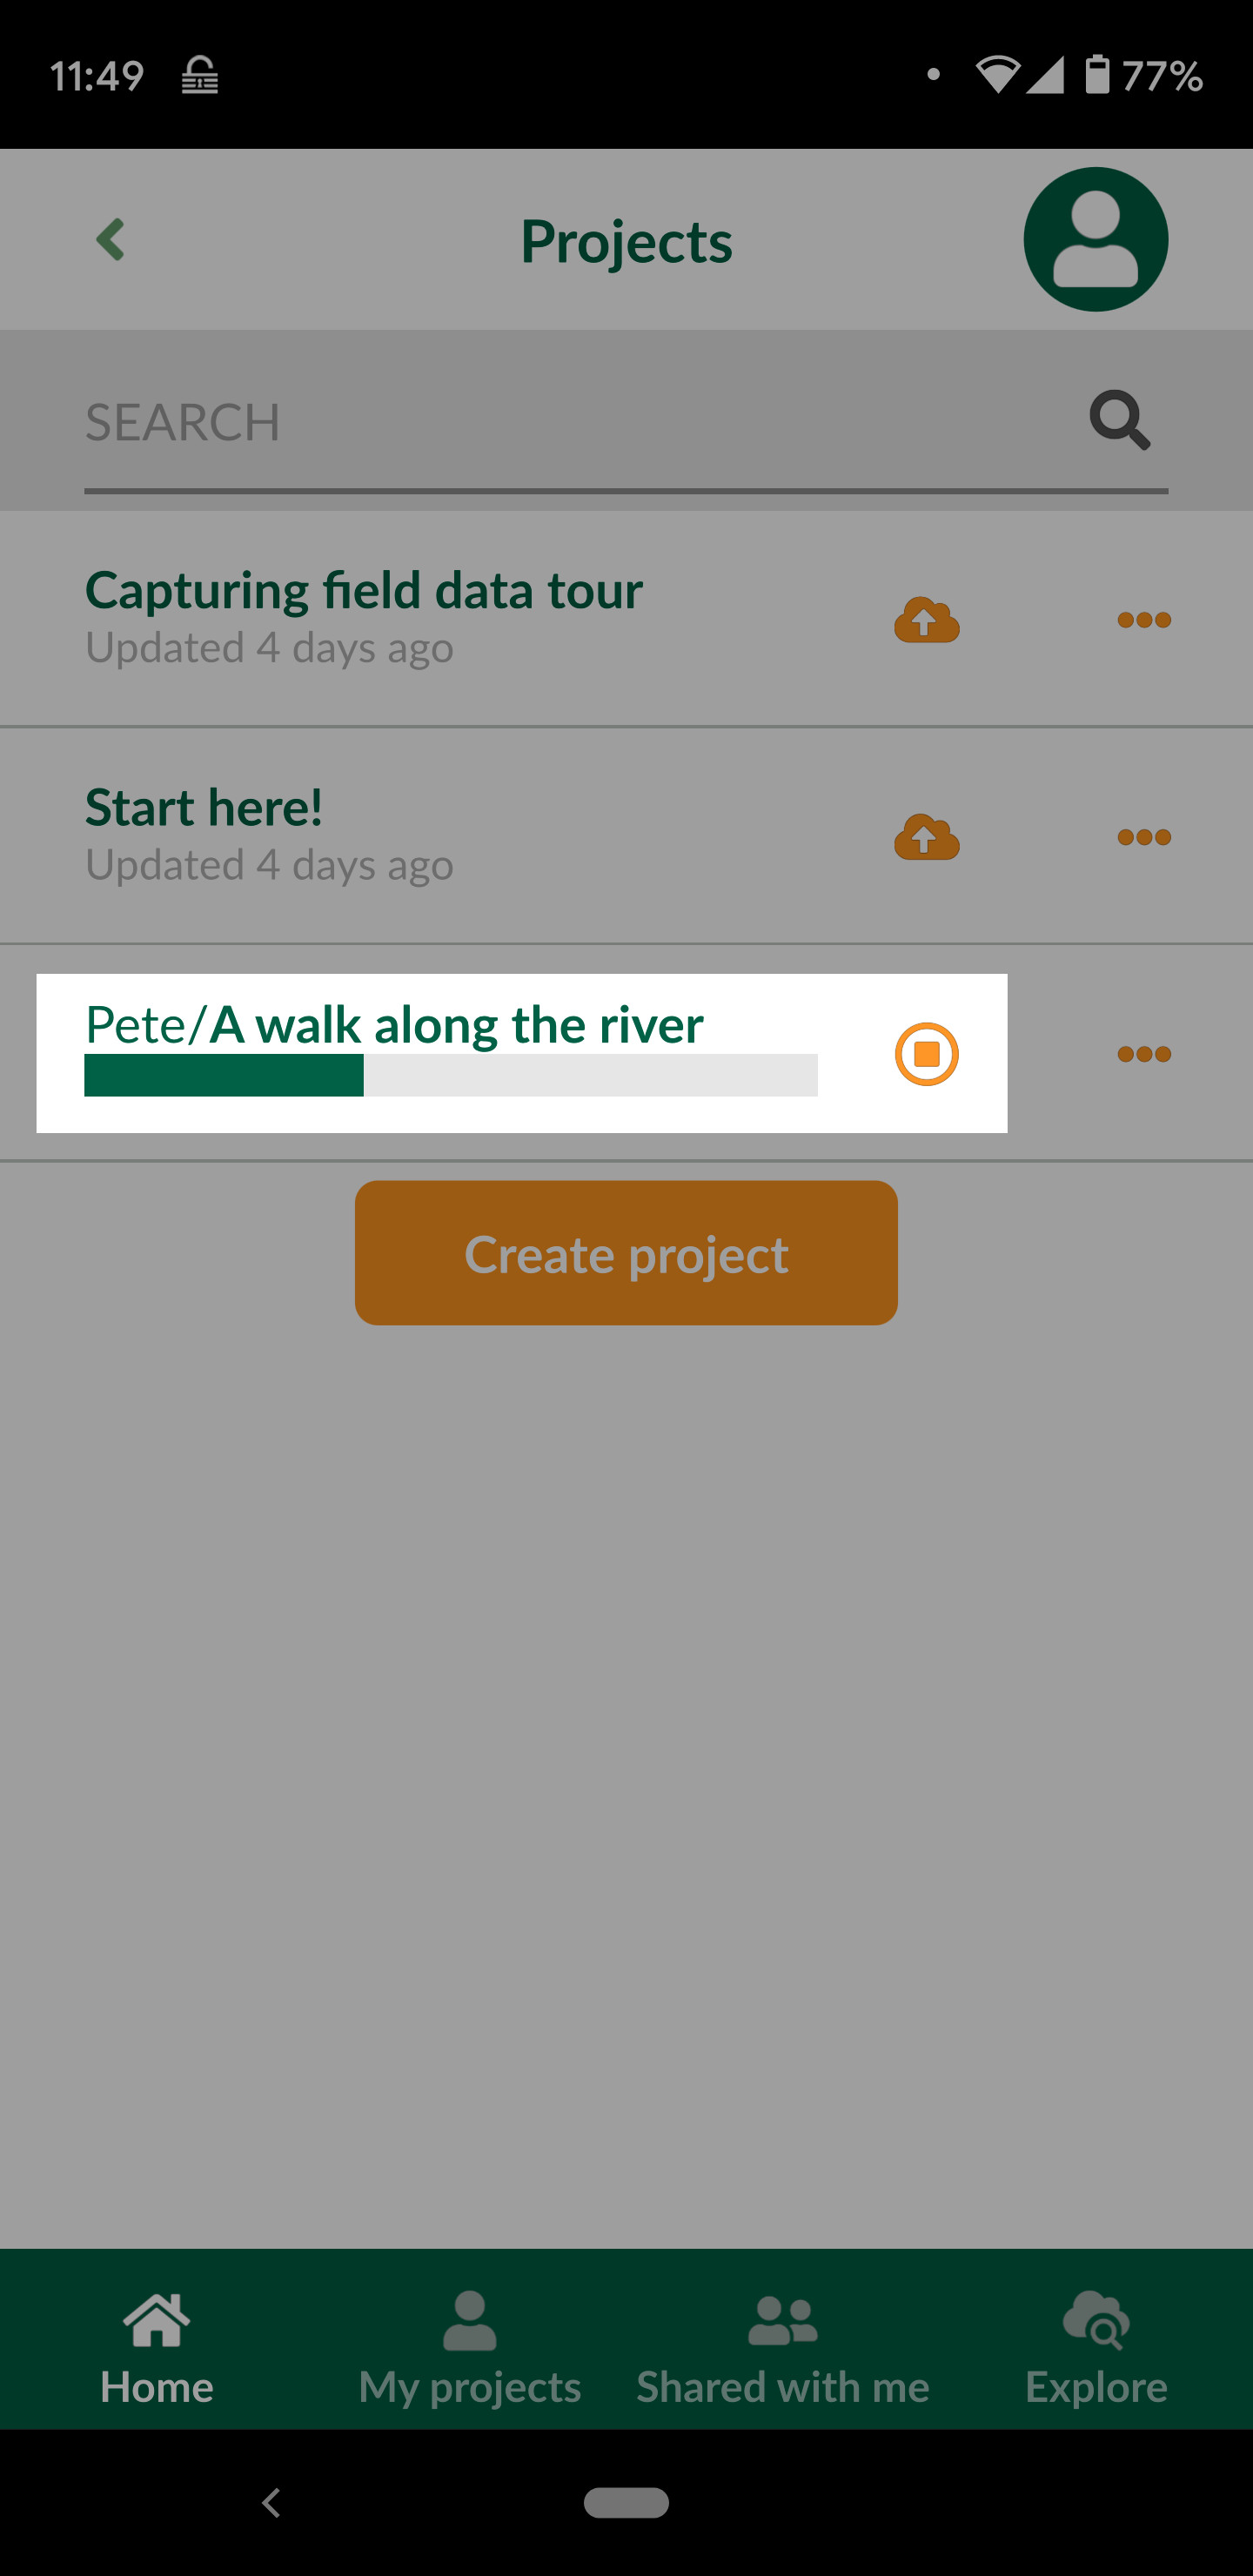 11:49
77%
Projects
SEARCH
Capturing field data tour
Updated 4 days ago
Start here!
Updated 4 days ago
Pete/A walk along the river
Create project
Home
My projects
Shared with me
Explore